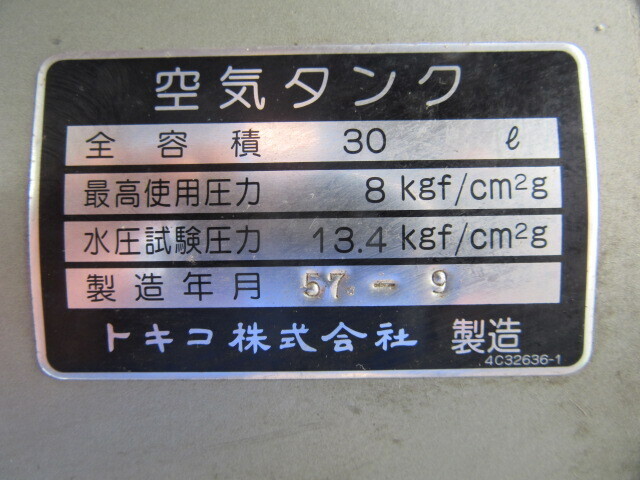 空気タンク
全容積 30 ℓ
最高使用圧力 8 kgf/cm²g
水圧試験圧力 13.4 kgf/cm²g
製造年月 57.-9
トキコ株式会社 製造
4C32636-1